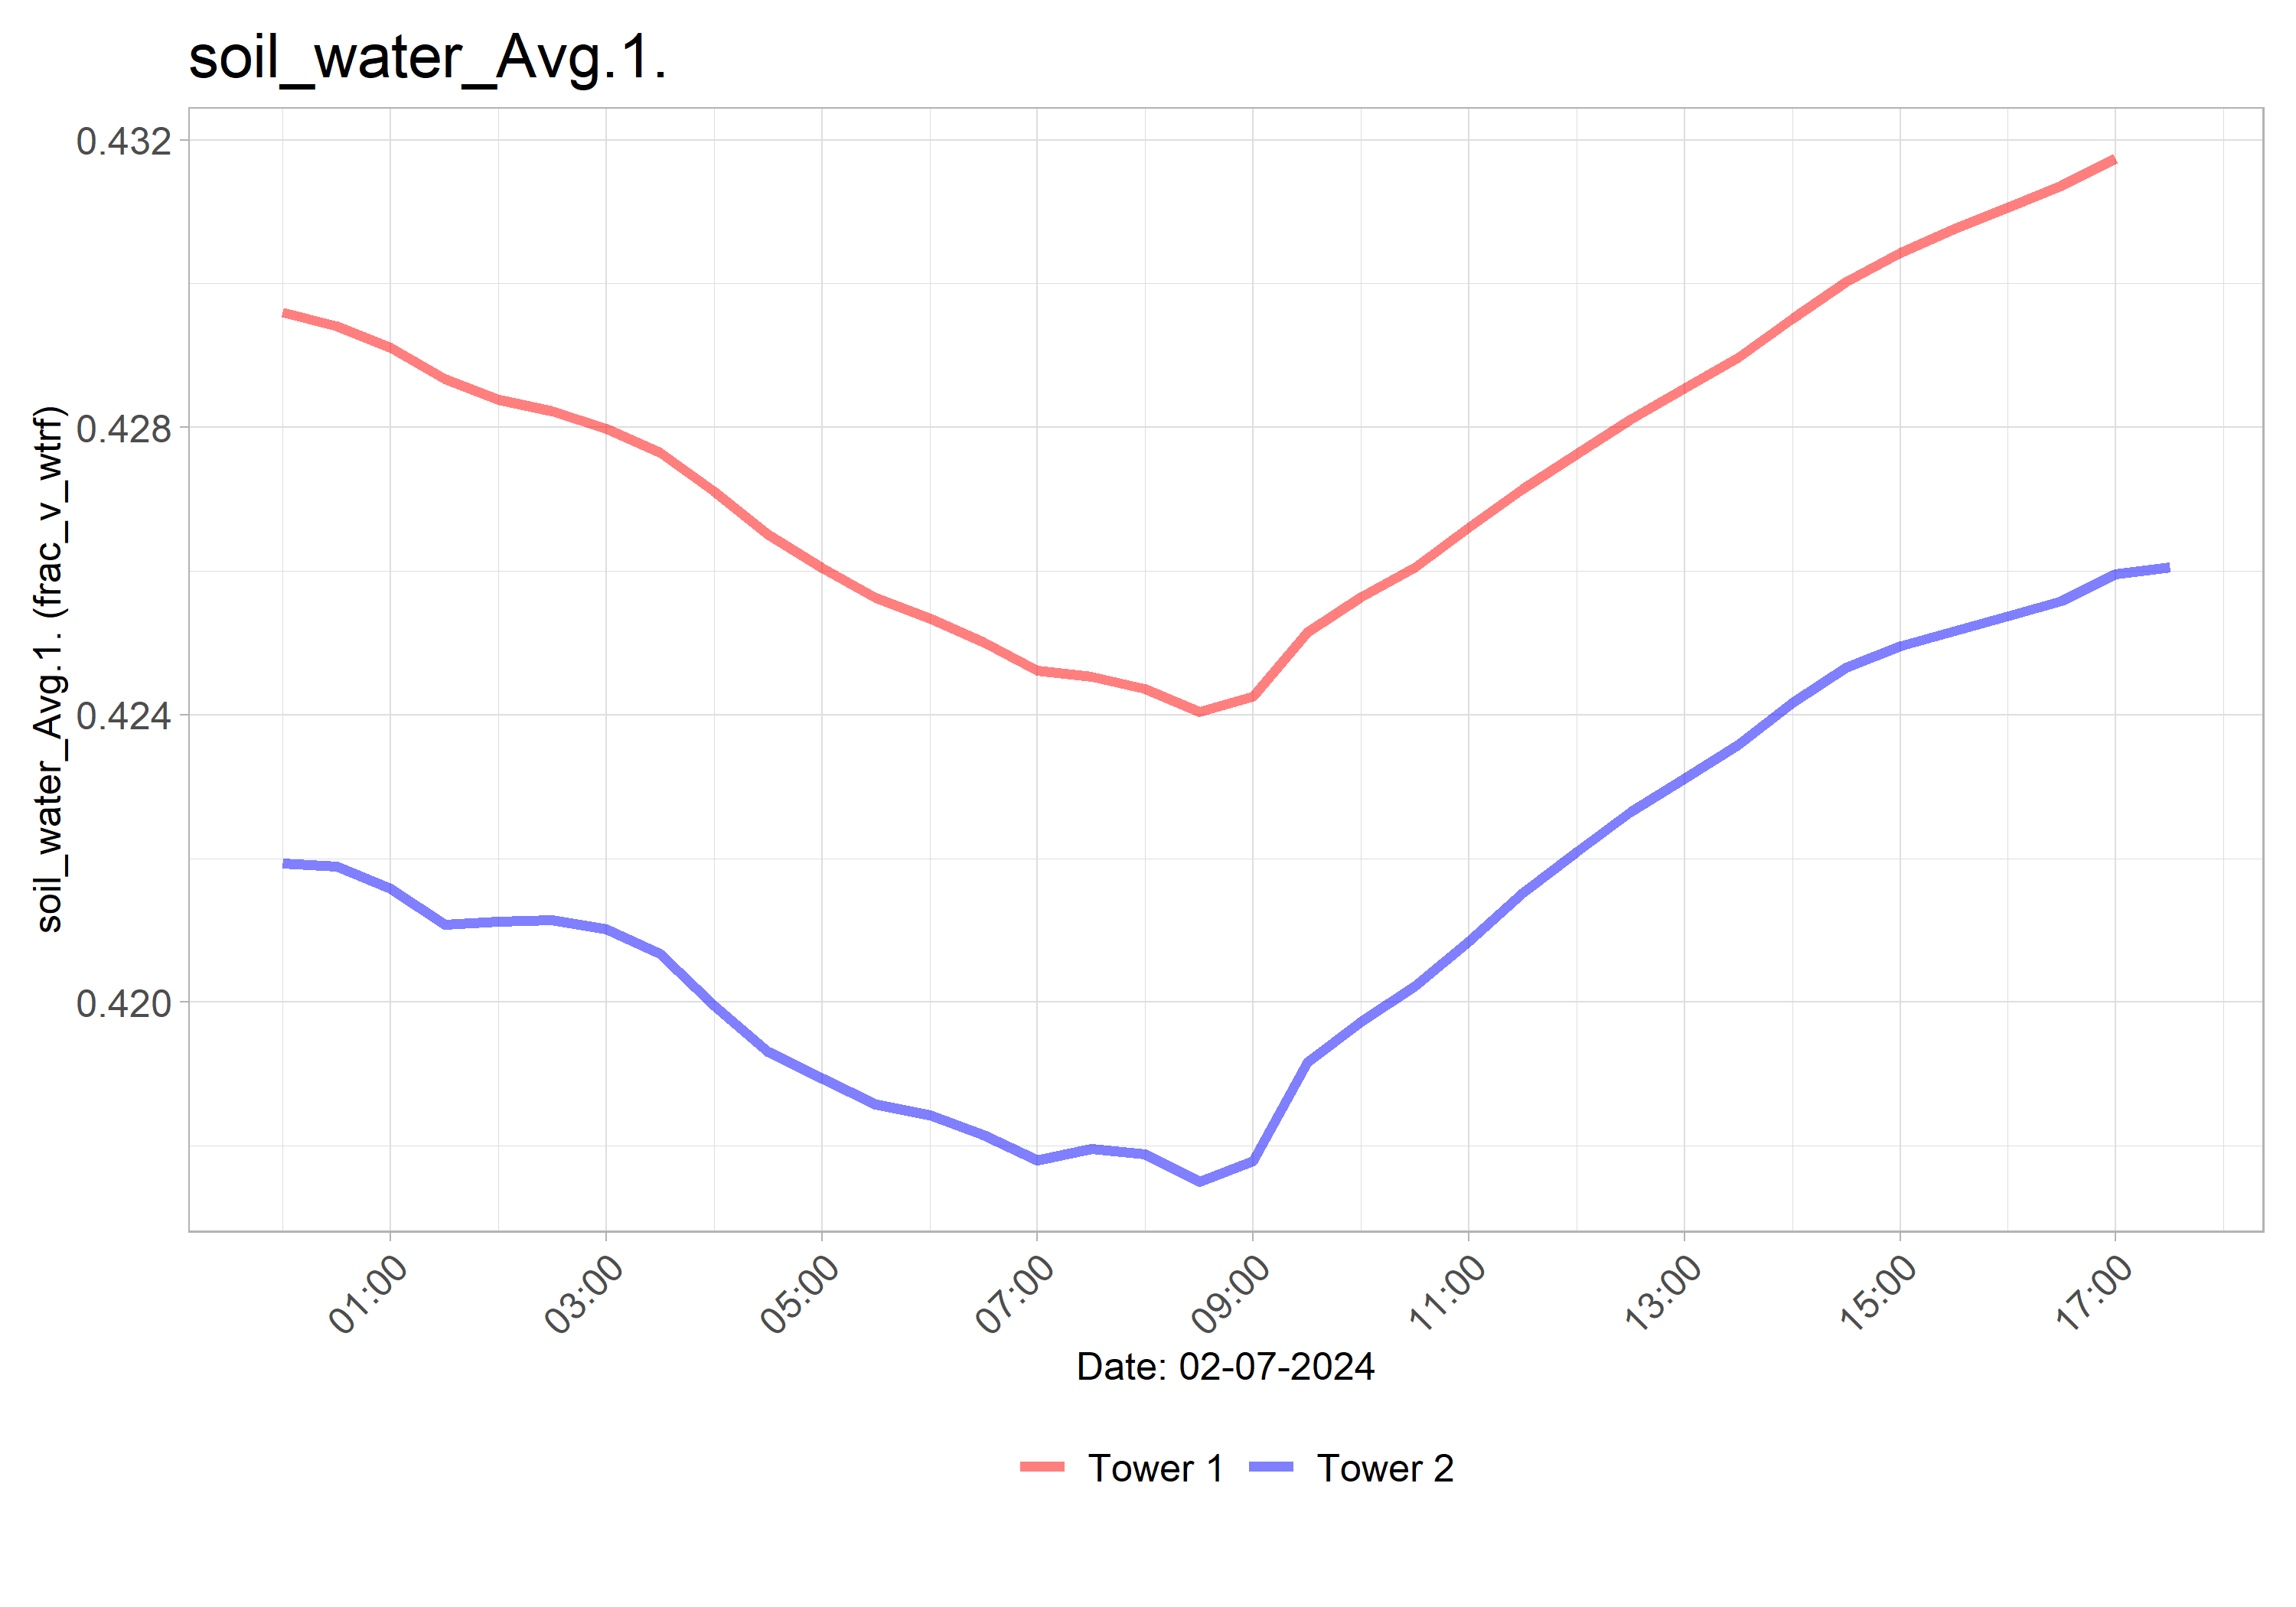 soil_water_Avg.1.
soil_water_Avg.1. (frac_v_wtrf)
0.432
0.428
0.424
0.420
01:00
03:00
05:00
07:00
09:00
11:00
13:00
15:00
17:00
Date: 02-07-2024
Tower 1
Tower 2